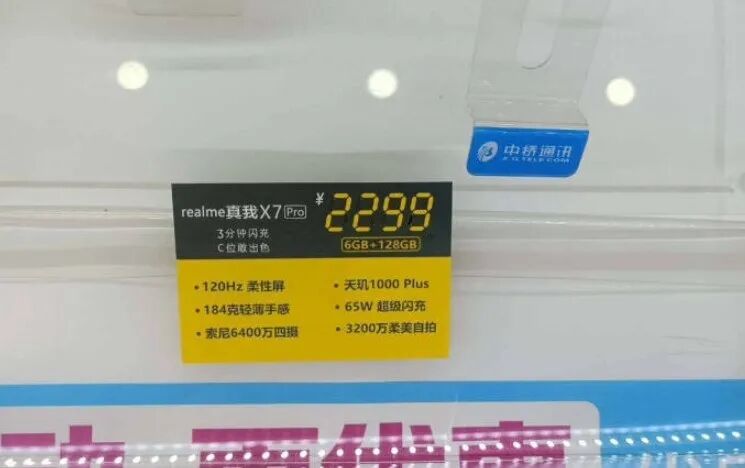 中桥通讯
realme真我X7 Pro
¥2299
3分钟闪充
C位敢出色
6GB+128GB
•120Hz 柔性屏
•184克轻薄手感
•索尼6400万四摄
•天玑1000 Plus
•65W 超级闪充
•3200万柔美自拍